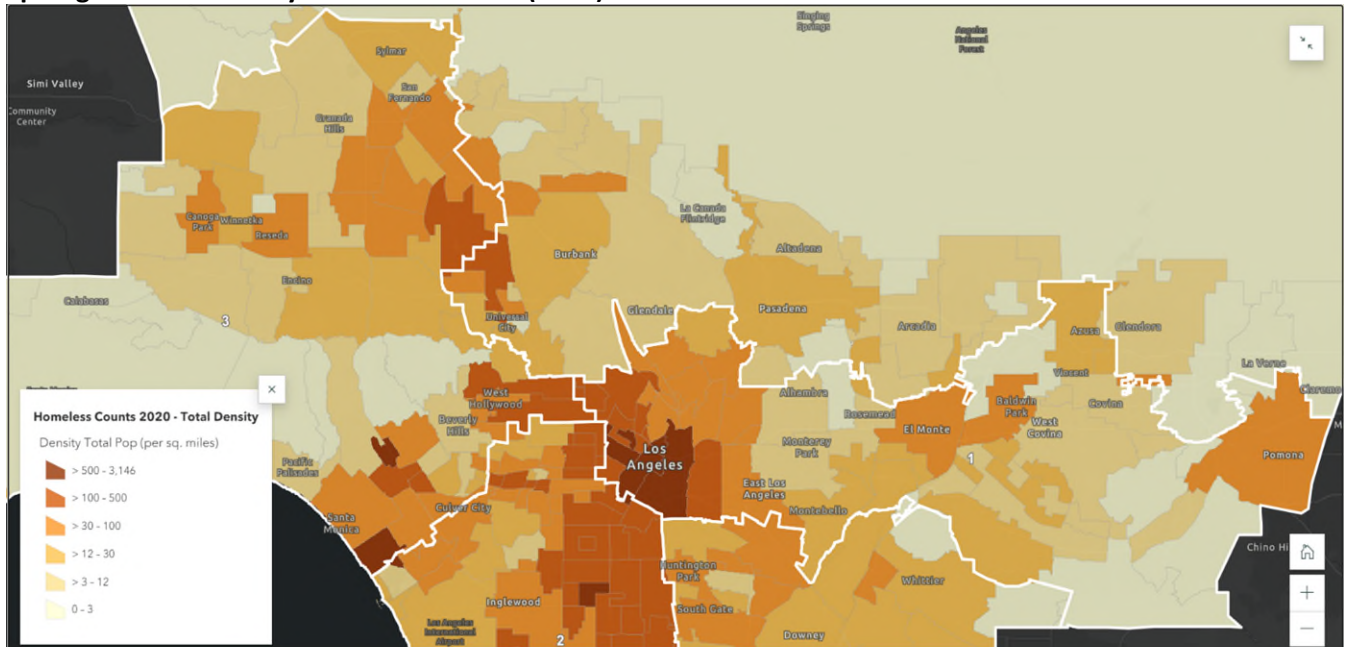 Singing
Springs
Angeles
National
Forest
Simi Valley
Community
Center
Sylmar
San
Fernando
Granada
Hills
Canoga
Park
Winnetka
Reseda
La Canada
Flintridge
Altadena
Burbank
Encino
Calabasas
3
Universal
City
Glendale
Pasadena
Arcadia
Azusa
Glendora
La Verne
Vincent
Claremo
West
Hollywood
Beverly
Hills
Alhambra
Rosemead
Baldwin
Park
West
Covina
Covina
El Monte
Los
Angeles
Monterey
Park
1
Pomona
Pacific
Palisades
East Los
Angeles
Montebello
Culver City
Santa
Monica
Chino Hi
Huntington
Park
Whittier
Inglewood
South Gate
Los Angeles
International
Airport
2
Downey
×
Homeless Counts 2020 - Total Density
Density Total Pop (per sq. miles)
> 500 - 3,146
> 100 - 500
> 30 - 100
> 12 - 30
> 3 - 12
0 - 3
+
−